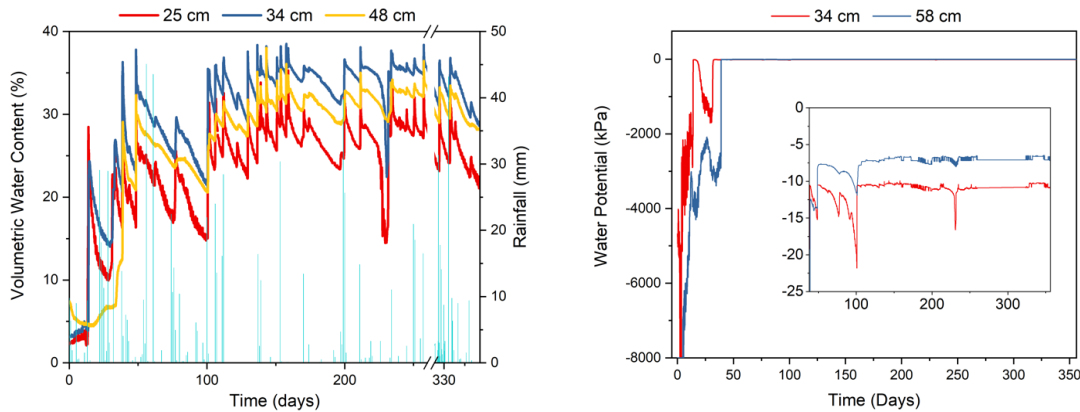 25 cm 34 cm 48 cm
Volumetric Water Content (%)
40
30
20
10
0
0 100 200 330
Time (days)
50
40
30
20
10
0
Rainfall (mm)
34 cm 58 cm
Water Potential (kPa)
0
-2000
-4000
-6000
-8000
0 50 100 150 200 250 300 350
Time (Days)
0
-5
-10
-15
-20
-25
100 200 300